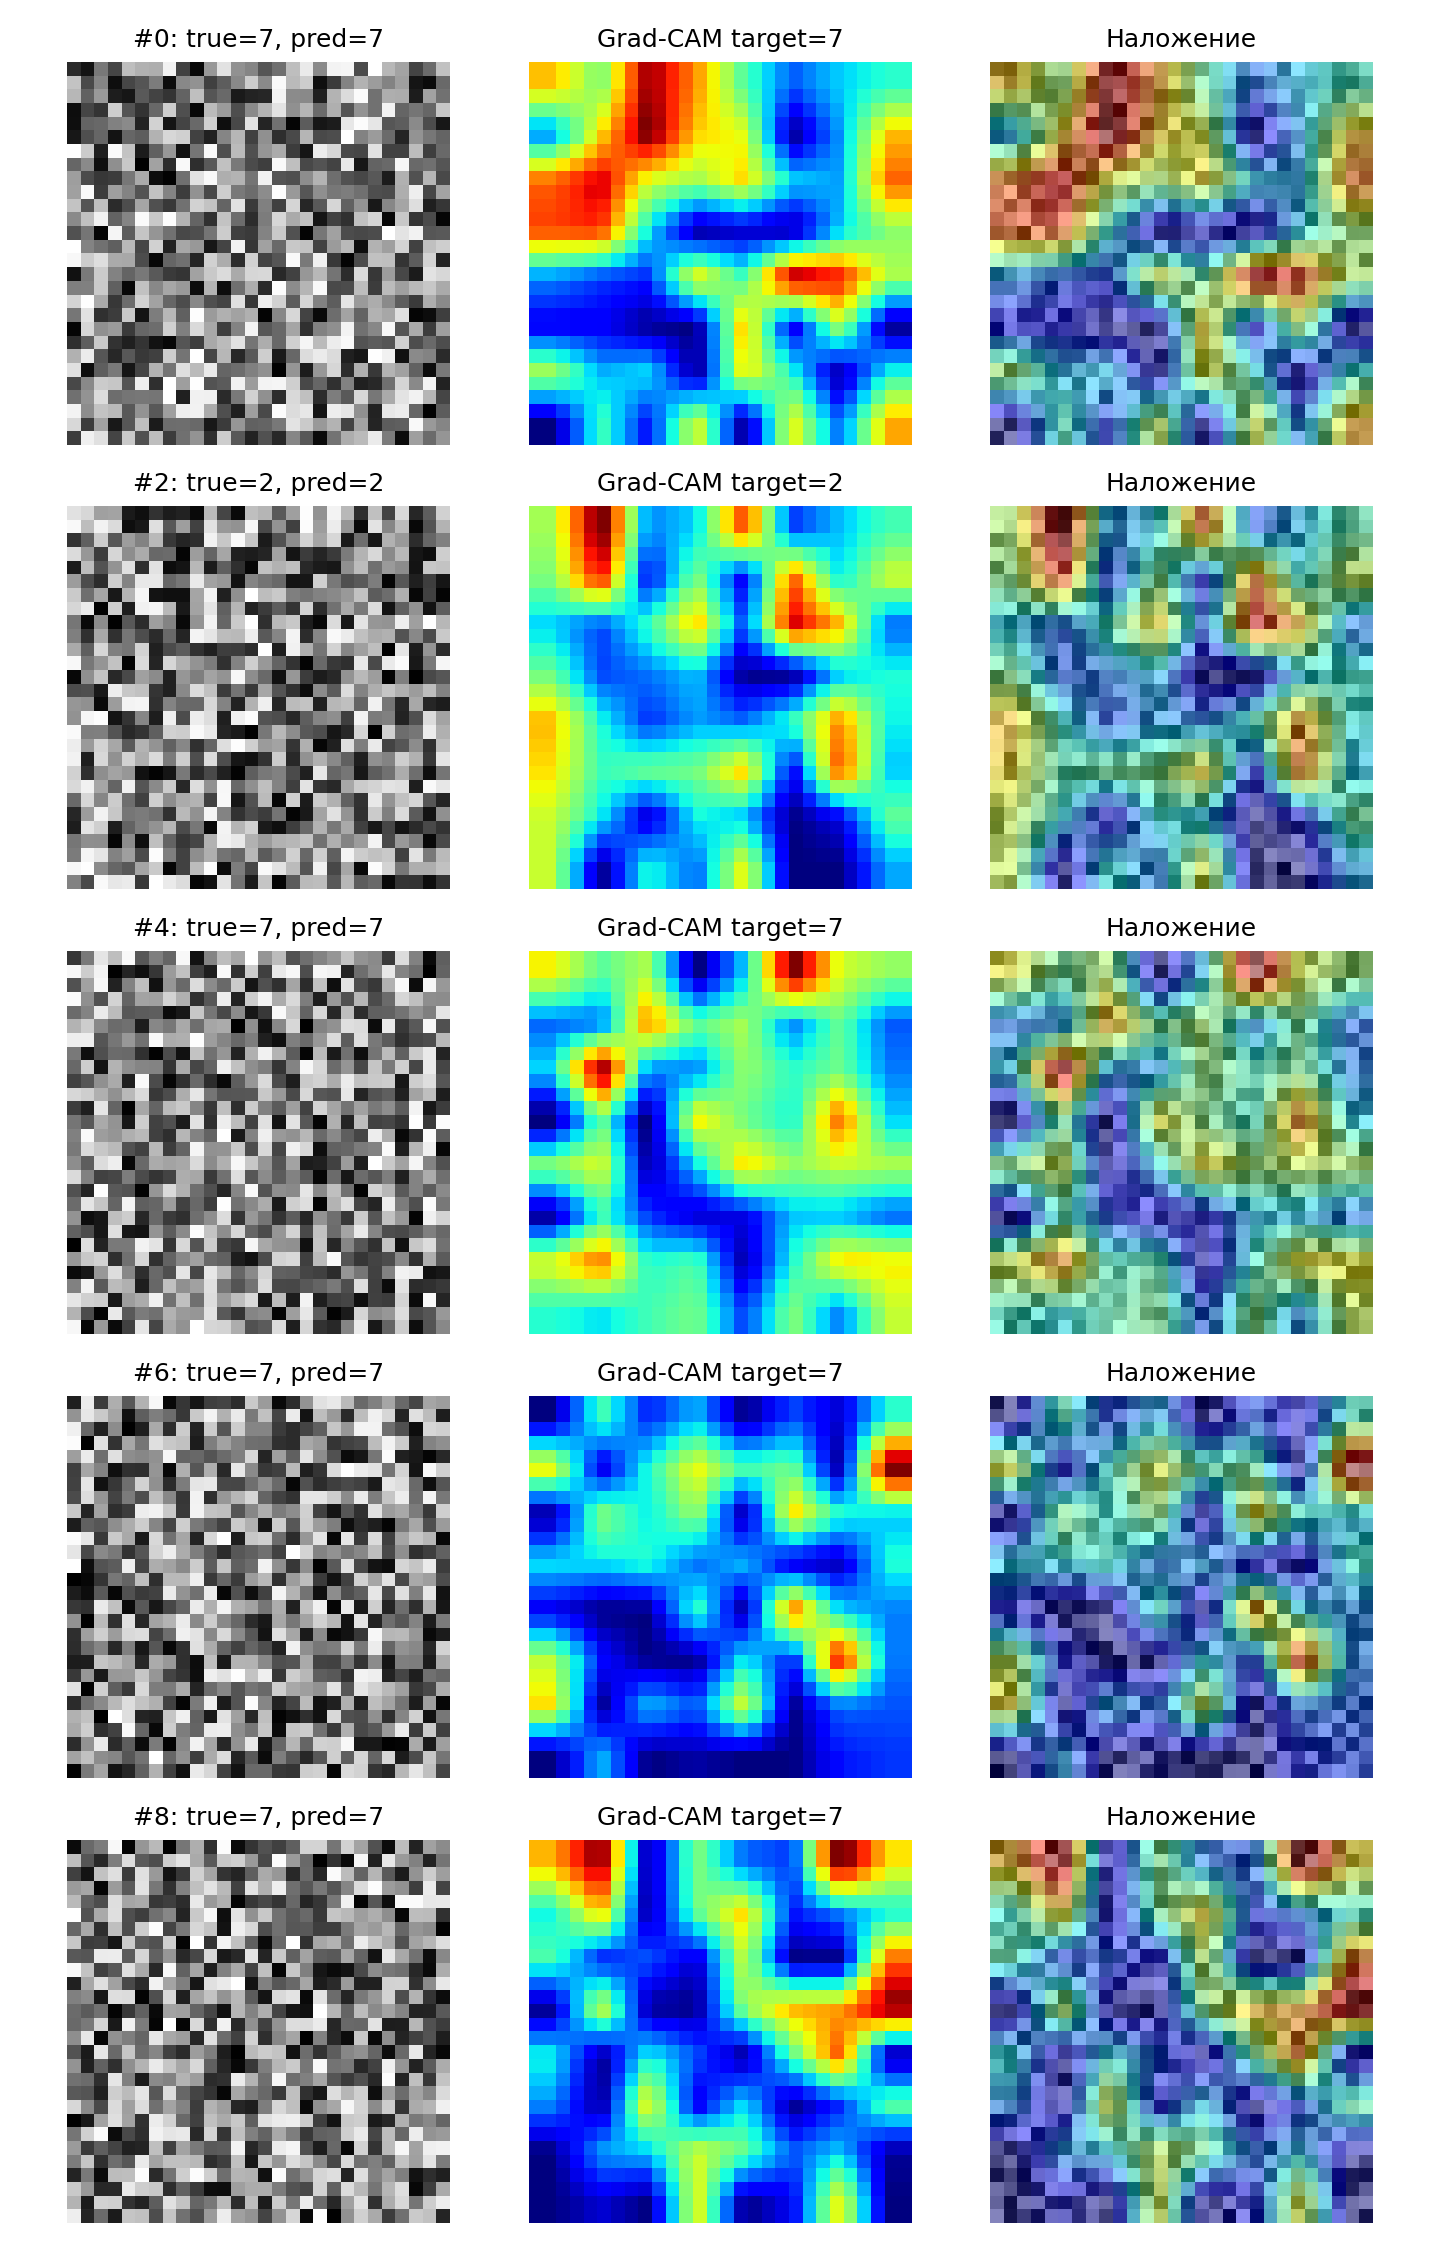 #0: true=7, pred=7
Grad-CAM target=7
Наложение
#2: true=2, pred=2
Grad-CAM target=2
Наложение
#4: true=7, pred=7
Grad-CAM target=7
Наложение
#6: true=7, pred=7
Grad-CAM target=7
Наложение
#8: true=7, pred=7
Grad-CAM target=7
Наложение